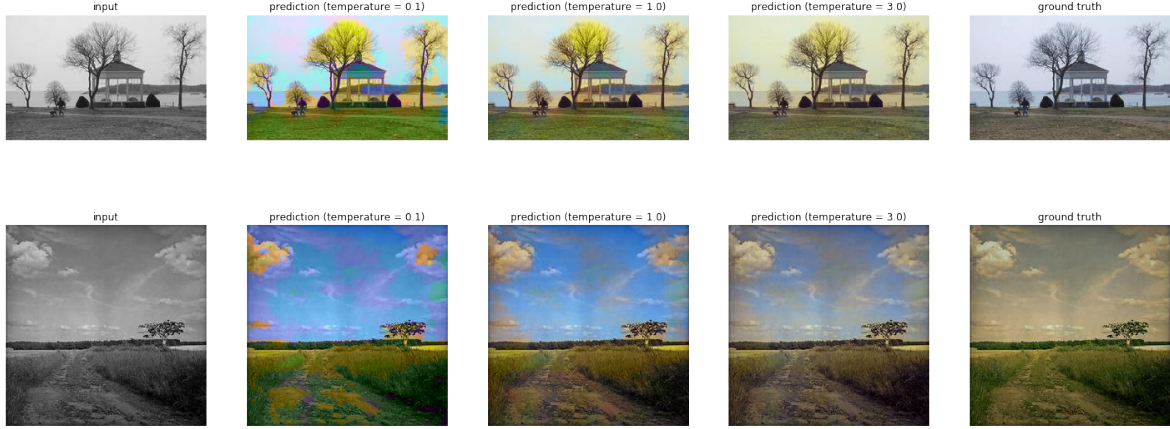 input
prediction (temperature = 0.1)
prediction (temperature = 1.0)
prediction (temperature = 3.0)
ground truth
input
prediction (temperature = 0.1)
prediction (temperature = 1.0)
prediction (temperature = 3.0)
ground truth